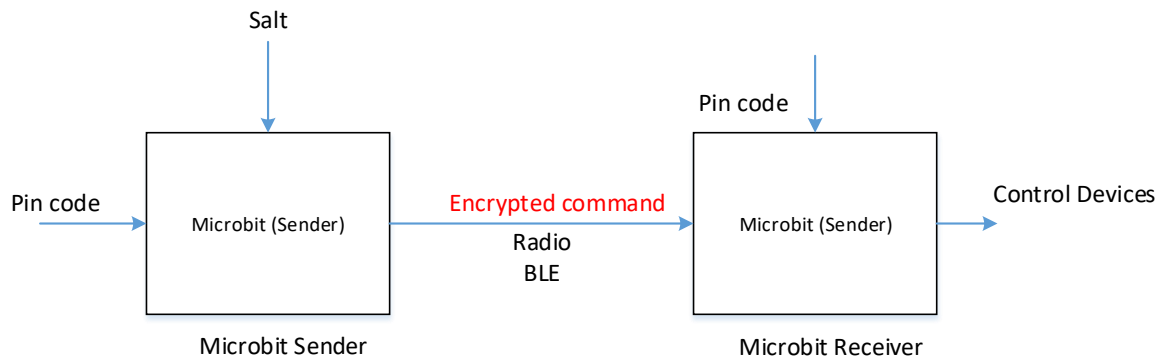 Salt
Pin code
Pin code
Microbit (Sender)
Encrypted command
Radio
BLE
Microbit (Sender)
Control Devices
Microbit Sender
Microbit Receiver